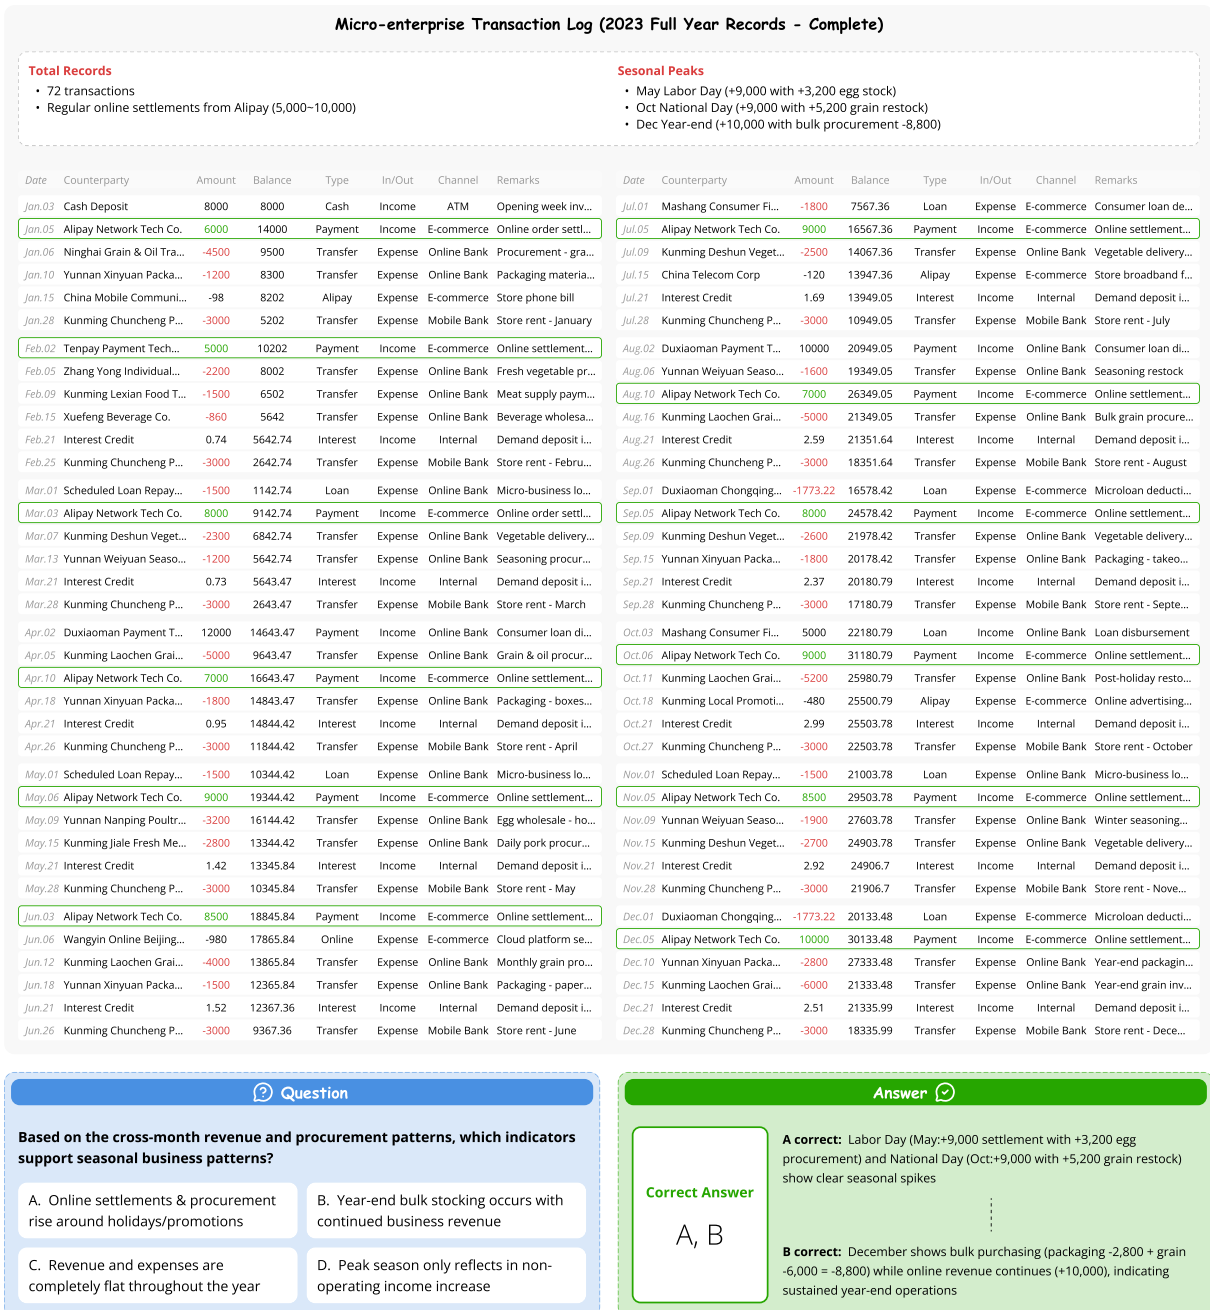 Micro-enterprise Transaction Log (2023 Full Year Records - Complete)
Total Records
• 72 transactions
• Regular online settlements from Alipay (5,000~10,000)
Sesonal Peaks
• May Labor Day (+9,000 with +3,200 egg stock)
• Oct National Day (+9,000 with +5,200 grain restock)
• Dec Year-end (+10,000 with bulk procurement -8,800)
Date Counterparty Amount Balance Type In/Out Channel Remarks
Jan.03 Cash Deposit 8000 8000 Cash Income ATM Opening week inv...
Jan.05 Alipay Network Tech Co. 6000 14000 Payment Income E-commerce Online order settl...
Jan.06 Ninghai Grain & Oil Tra... -4500 9500 Transfer Expense Online Bank Procurement - gra...
Jan.10 Yunnan Xinyuan Packa... -1200 8300 Transfer Expense Online Bank Packaging materia...
Jan.15 China Mobile Communi... -98 8202 Alipay Expense E-commerce Store phone bill
Jan.28 Kunming Chuncheng P... -3000 5202 Transfer Expense Mobile Bank Store rent - January
Feb.02 Tenpay Payment Tech... 5000 10202 Payment Income E-commerce Online settlement...
Feb.05 Zhang Yong Individual... -2200 8002 Transfer Expense Online Bank Fresh vegetable pr...
Feb.09 Kunming Lexian Food T... -1500 6502 Transfer Expense Online Bank Meat supply paym...
Feb.15 Xuefeng Beverage Co. -860 5642 Transfer Expense Online Bank Beverage wholesa...
Feb.21 Interest Credit 0.74 5642.74 Interest Income Internal Demand deposit i...
Feb.25 Kunming Chuncheng P... -3000 2642.74 Transfer Expense Mobile Bank Store rent - Febru...
Mar.01 Scheduled Loan Repay... -1500 1142.74 Loan Expense Online Bank Micro-business lo...
Mar.03 Alipay Network Tech Co. 8000 9142.74 Payment Income E-commerce Online order settl...
Mar.07 Kunming Deshun Veget... -2300 6842.74 Transfer Expense Online Bank Vegetable delivery...
Mar.13 Yunnan Weiyuan Seaso... -1200 5642.74 Transfer Expense Online Bank Seasoning procur...
Mar.21 Interest Credit 0.73 5643.47 Interest Income Internal Demand deposit i...
Mar.28 Kunming Chuncheng P... -3000 2643.47 Transfer Expense Mobile Bank Store rent - March
Apr.02 Duxiaoman Payment T... 12000 14643.47 Payment Income Online Bank Consumer loan di...
Apr.05 Kunming Laochen Grai... -5000 9643.47 Transfer Expense Online Bank Grain & oil procur...
Apr.10 Alipay Network Tech Co. 7000 16643.47 Payment Income E-commerce Online settlement...
Apr.18 Yunnan Xinyuan Packa... -1800 14843.47 Transfer Expense Online Bank Packaging - boxes...
Apr.21 Interest Credit 0.95 14844.42 Interest Income Internal Demand deposit i...
Apr.26 Kunming Chuncheng P... -3000 11844.42 Transfer Expense Mobile Bank Store rent - April
May.01 Scheduled Loan Repay... -1500 10344.42 Loan Expense Online Bank Micro-business lo...
May.06 Alipay Network Tech Co. 9000 19344.42 Payment Income E-commerce Online settlement...
May.09 Yunnan Nanping Poultr... -3200 16144.42 Transfer Expense Online Bank Egg wholesale - ho...
May.15 Kunming Jiale Fresh Me... -2800 13344.42 Transfer Expense Online Bank Daily pork procur...
May.21 Interest Credit 1.42 13345.84 Interest Income Internal Demand deposit i...
May.28 Kunming Chuncheng P... -3000 10345.84 Transfer Expense Mobile Bank Store rent - May
Jun.03 Alipay Network Tech Co. 8500 18845.84 Payment Income E-commerce Online settlement...
Jun.06 Wangyin Online Beijing... -980 17865.84 Online Expense E-commerce Cloud platform se...
Jun.12 Kunming Laochen Grai... -4000 13865.84 Transfer Expense Online Bank Monthly grain pro...
Jun.18 Yunnan Xinyuan Packa... -1500 12365.84 Transfer Expense Online Bank Packaging - paper...
Jun.21 Interest Credit 1.52 12367.36 Interest Income Internal Demand deposit i...
Jun.26 Kunming Chuncheng P... -3000 9367.36 Transfer Expense Mobile Bank Store rent - June
Date Counterparty Amount Balance Type In/Out Channel Remarks
Jul.01 Mashang Consumer Fi... -1800 7567.36 Loan Expense E-commerce Consumer loan de...
Jul.05 Alipay Network Tech Co. 9000 16567.36 Payment Income E-commerce Online settlement...
Jul.09 Kunming Deshun Veget... -2500 14067.36 Transfer Expense Online Bank Vegetable delivery...
Jul.15 China Telecom Corp -120 13947.36 Alipay Expense E-commerce Store broadband f...
Jul.21 Interest Credit 1.69 13949.05 Interest Income Internal Demand deposit i...
Jul.28 Kunming Chuncheng P... -3000 10949.05 Transfer Expense Mobile Bank Store rent - July
Aug.02 Duxiaoman Payment T... 10000 20949.05 Payment Income Online Bank Consumer loan di...
Aug.06 Yunnan Weiyuan Seaso... -1600 19349.05 Transfer Expense Online Bank Seasoning restock
Aug.10 Alipay Network Tech Co. 7000 26349.05 Payment Income E-commerce Online settlement...
Aug.16 Kunming Laochen Grai... -5000 21349.05 Transfer Expense Online Bank Bulk grain procure...
Aug.21 Interest Credit 2.59 21351.64 Interest Income Internal Demand deposit i...
Aug.26 Kunming Chuncheng P... -3000 18351.64 Transfer Expense Mobile Bank Store rent - August
Sep.01 Duxiaoman Chongqing... -1773.22 16578.42 Loan Expense E-commerce Microloan deducti...
Sep.05 Alipay Network Tech Co. 8000 24578.42 Payment Income E-commerce Online settlement...
Sep.09 Kunming Deshun Veget... -2600 21978.42 Transfer Expense Online Bank Vegetable delivery...
Sep.15 Yunnan Xinyuan Packa... -1800 20178.42 Transfer Expense Online Bank Packaging - takeo...
Sep.21 Interest Credit 2.37 20180.79 Interest Income Internal Demand deposit i...
Sep.28 Kunming Chuncheng P... -3000 17180.79 Transfer Expense Mobile Bank Store rent - Septe...
Oct.03 Mashang Consumer Fi... 5000 22180.79 Loan Income Online Bank Loan disbursement
Oct.06 Alipay Network Tech Co. 9000 31180.79 Payment Income E-commerce Online settlement...
Oct.11 Kunming Laochen Grai... -5200 25980.79 Transfer Expense Online Bank Post-holiday resto...
Oct.18 Kunming Local Promoti... -480 25500.79 Alipay Expense E-commerce Online advertising...
Oct.21 Interest Credit 2.99 25503.78 Interest Income Internal Demand deposit i...
Oct.27 Kunming Chuncheng P... -3000 22503.78 Transfer Expense Mobile Bank Store rent - October
Nov.01 Scheduled Loan Repay... -1500 21003.78 Loan Expense Online Bank Micro-business lo...
Nov.05 Alipay Network Tech Co. 8500 29503.78 Payment Income E-commerce Online settlement...
Nov.09 Yunnan Weiyuan Seaso... -1900 27603.78 Transfer Expense Online Bank Winter seasoning...
Nov.15 Kunming Deshun Veget... -2700 24903.78 Transfer Expense Online Bank Vegetable delivery...
Nov.21 Interest Credit 2.92 24906.7 Interest Income Internal Demand deposit i...
Nov.28 Kunming Chuncheng P... -3000 21906.7 Transfer Expense Mobile Bank Store rent - Nove...
Dec.01 Duxiaoman Chongqing... -1773.22 20133.48 Loan Expense E-commerce Microloan deducti...
Dec.05 Alipay Network Tech Co. 10000 30133.48 Payment Income E-commerce Online settlement...
Dec.10 Yunnan Xinyuan Packa... -2800 27333.48 Transfer Expense Online Bank Year-end packagin...
Dec.15 Kunming Laochen Grai... -6000 21333.48 Transfer Expense Online Bank Year-end grain inv...
Dec.21 Interest Credit 2.51 21335.99 Interest Income Internal Demand deposit i...
Dec.28 Kunming Chuncheng P... -3000 18335.99 Transfer Expense Mobile Bank Store rent - Dece...
Question
Based on the cross-month revenue and procurement patterns, which indicators
support seasonal business patterns?
A. Online settlements & procurement
rise around holidays/promotions
B. Year-end bulk stocking occurs with
continued business revenue
C. Revenue and expenses are
completely flat throughout the year
D. Peak season only reflects in non-
operating income increase
Answer
Correct Answer
A, B
A correct: Labor Day (May:+9,000 settlement with +3,200 egg
procurement) and National Day (Oct:+9,000 with +5,200 grain restock)
show clear seasonal spikes
B correct: December shows bulk purchasing (packaging -2,800 + grain
-6,000 = -8,800) while online revenue continues (+10,000), indicating
sustained year-end operations